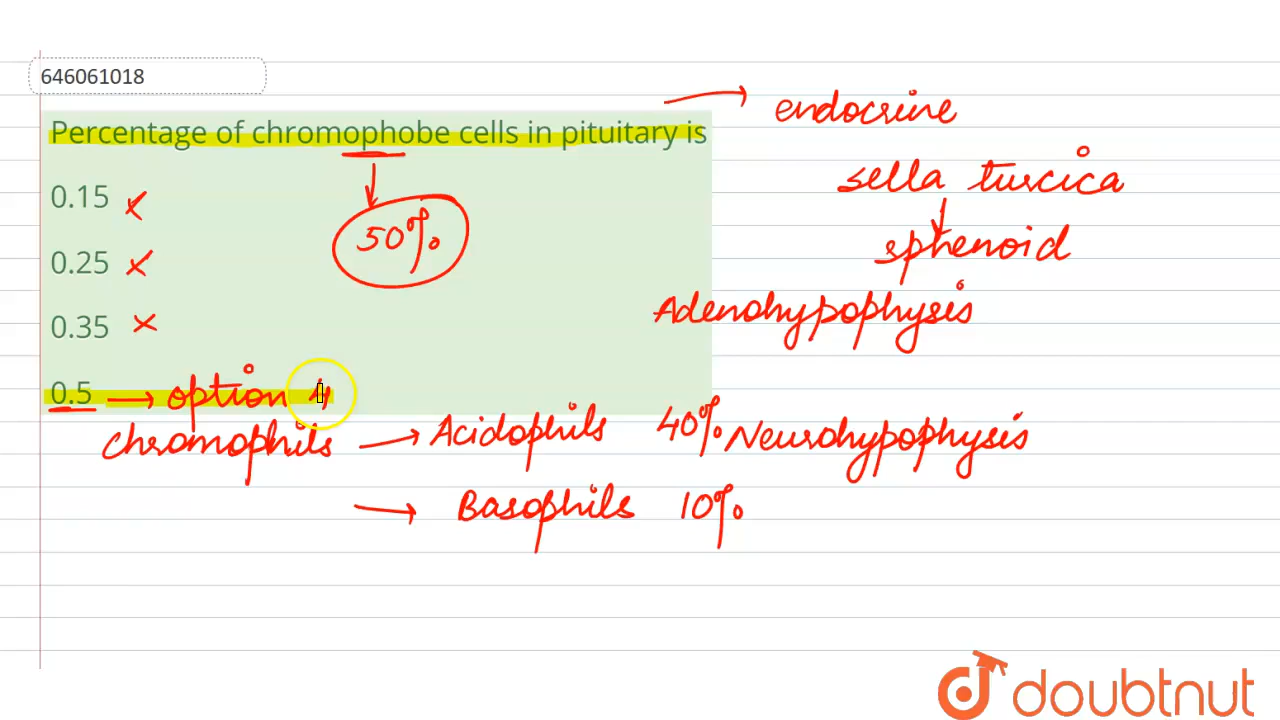 646061018
Percentage of chromophobe cells in pituitary is
0.15 ×
0.25 ×
0.35 ×
0.5 → option 4
50%
endocrine
sella turcica
sphenoid
Adenohypophysis
Neurohypophysis
chromophils → Acidophils 40%
→ Basophils 10%
doubtnut